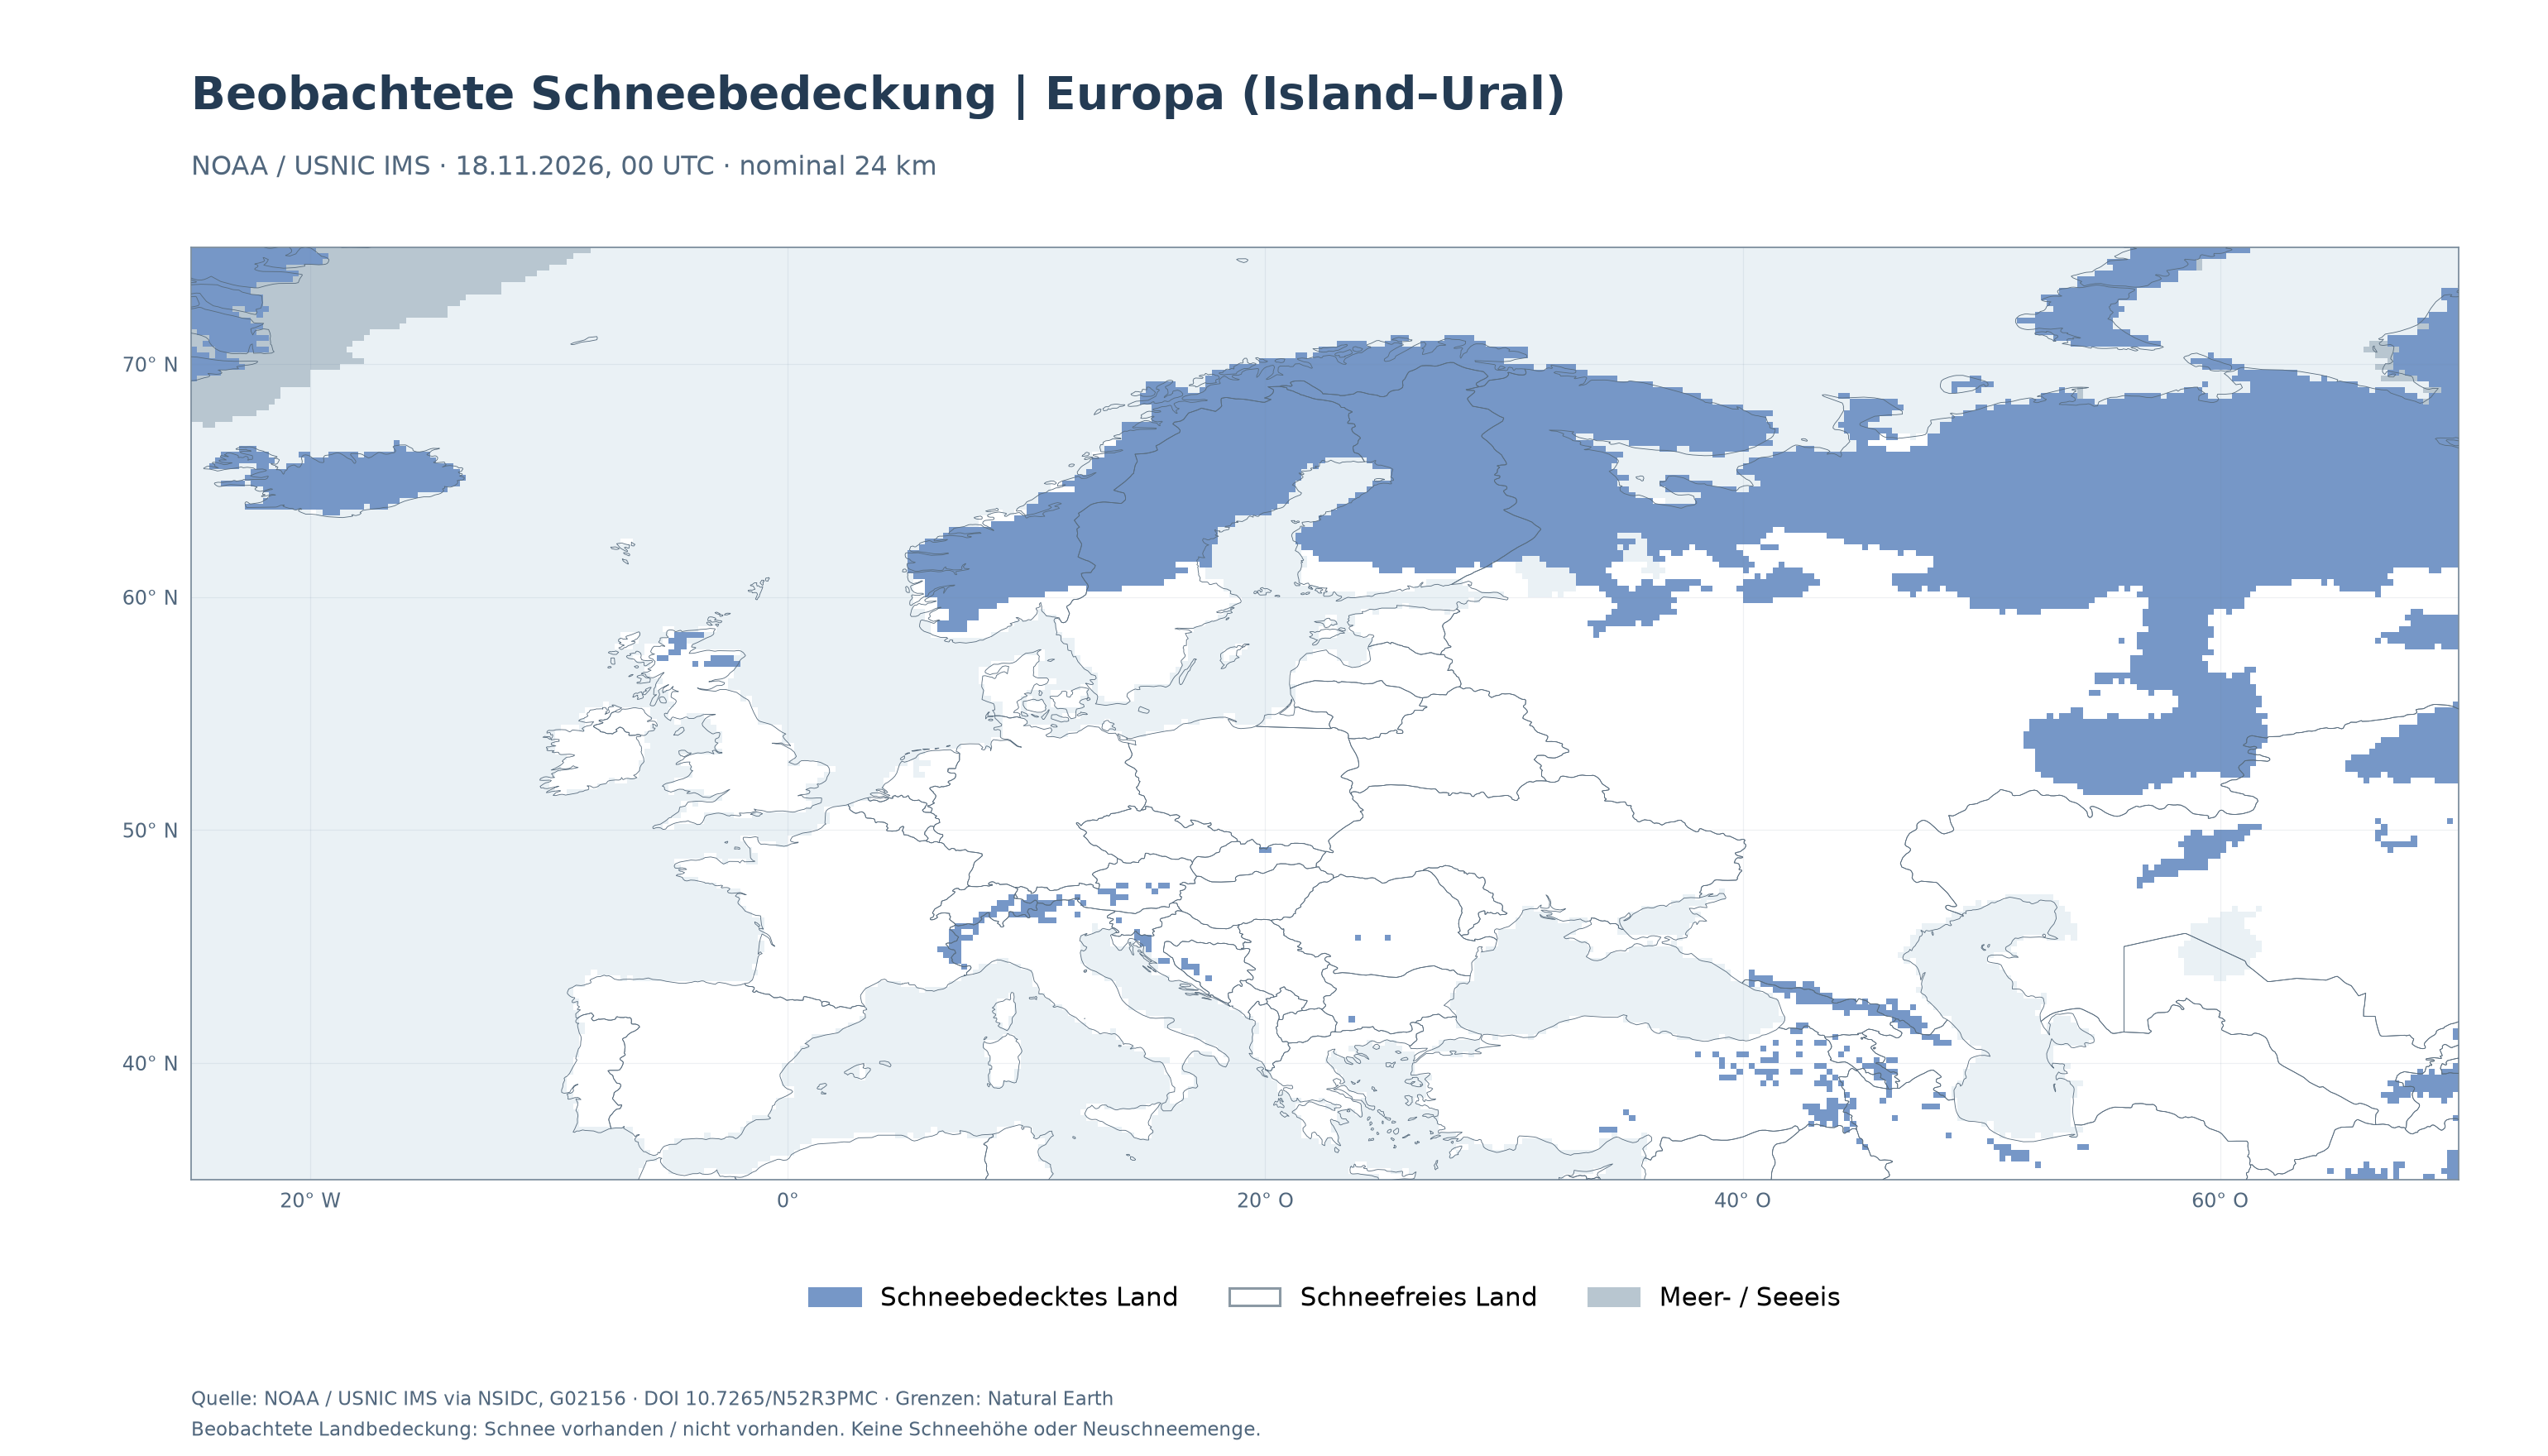 Beobachtete Schneebedeckung | Europa (Island–Ural)
NOAA / USNIC IMS · 18.11.2026, 00 UTC · nominal 24 km
70° N
60° N
50° N
40° N
20° W
0°
20° O
40° O
60° O
Schneebedecktes Land
Schneefreies Land
Meer- / Seeeis
Quelle: NOAA / USNIC IMS via NSIDC, G02156 · DOI 10.7265/N52R3PMC · Grenzen: Natural Earth
Beobachtete Landbedeckung: Schnee vorhanden / nicht vorhanden. Keine Schneehöhe oder Neuschneemenge.